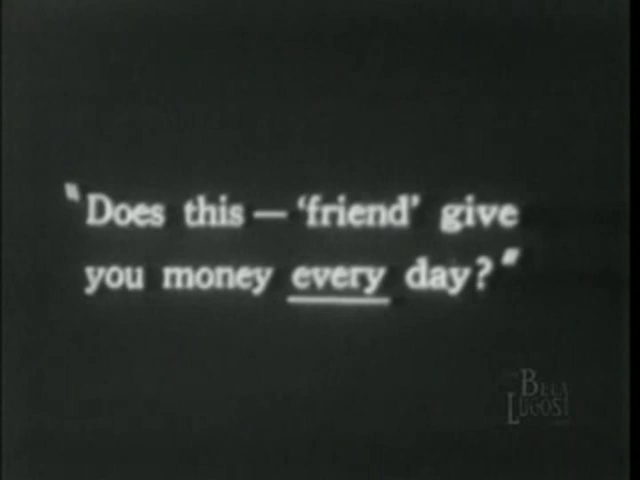 "Does this — 'friend' give
you money every day?"
BELA
LUGOSI